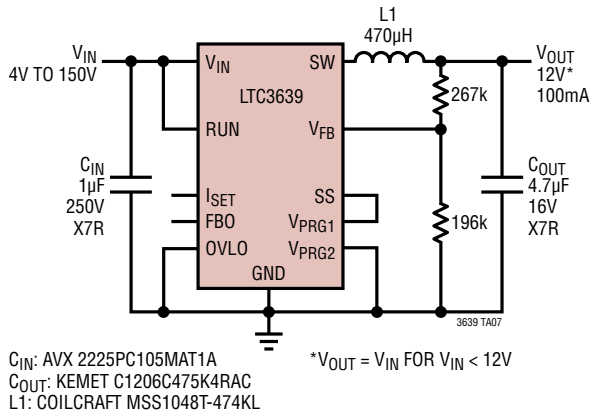 L1
470µH
V_IN
4V TO 150V
V_IN
SW
V_OUT
12V*
100mA
LTC3639
267k
RUN
V_FB
C_IN
1µF
250V
X7R
C_OUT
4.7µF
16V
X7R
I_SET
SS
FBO
V_PRG1
196k
OVLO
V_PRG2
GND
3639 TA07
C_IN: AVX 2225PC105MAT1A
C_OUT: KEMET C1206C475K4RAC
L1: COILCRAFT MSS1048T-474KL
*V_OUT = V_IN FOR V_IN < 12V